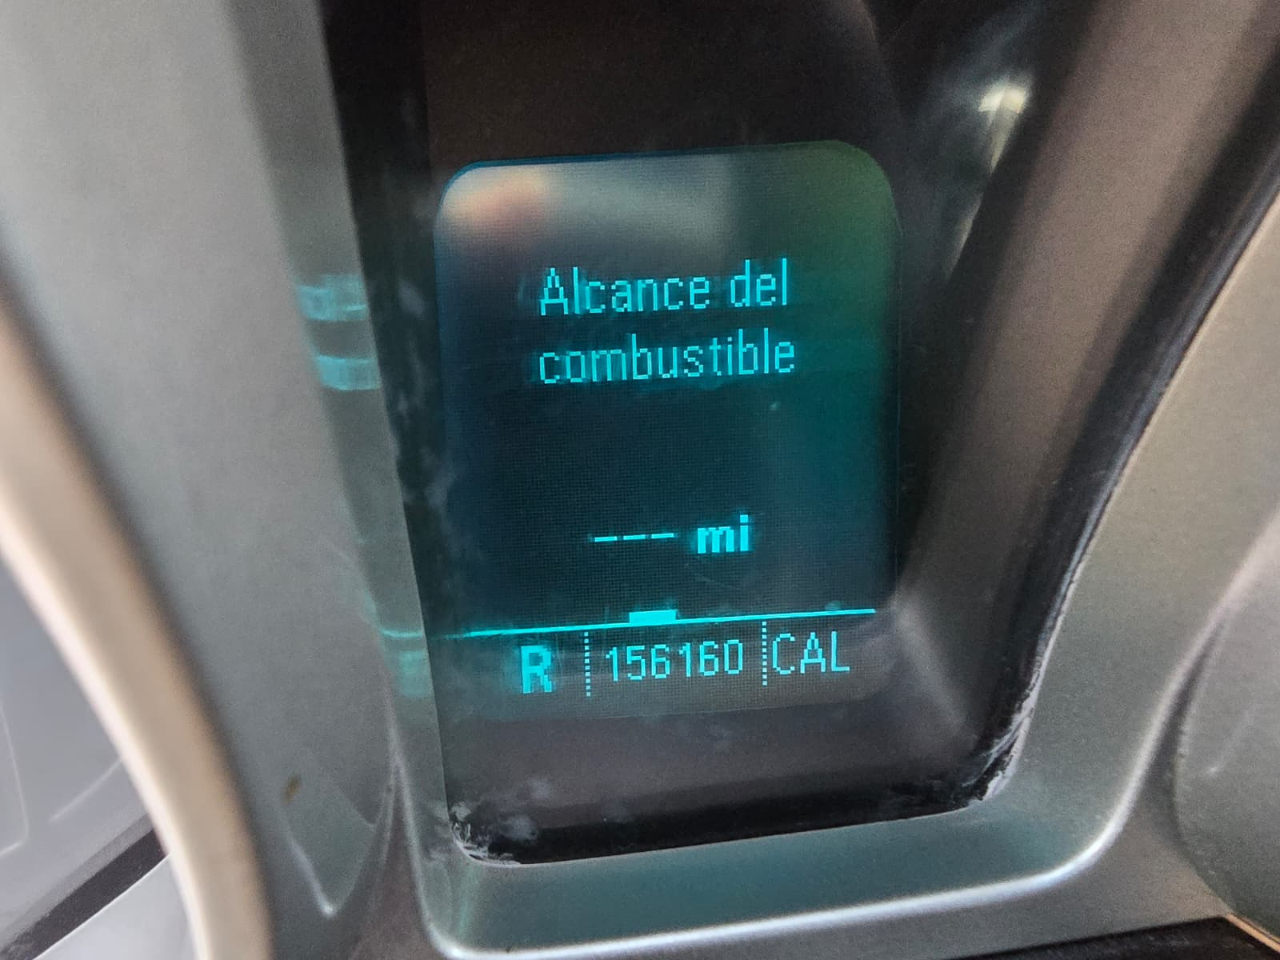 Alcance del
combustible
--- mi
R 156160 CAL